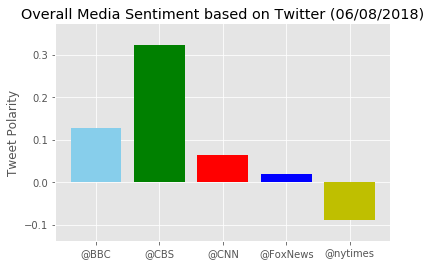 Overall Media Sentiment based on Twitter (06/08/2018)
Tweet Polarity
0.3
0.2
0.1
0.0
−0.1
@BBC @CBS @CNN @FoxNews @nytimes